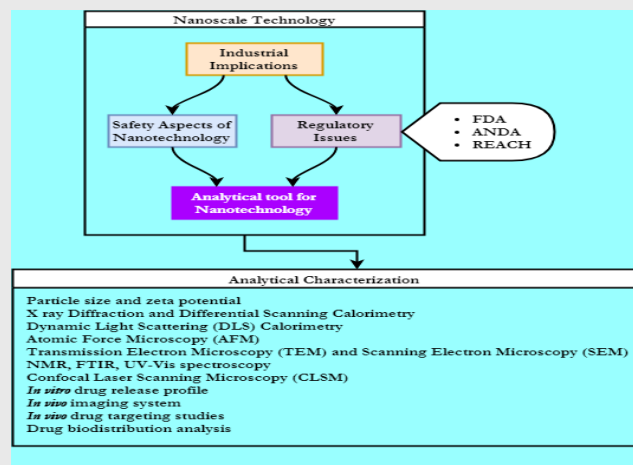 Nanoscale Technology
Industrial
Implications
Safety Aspects of
Nanotechnology
Regulatory
Issues
• FDA
• ANDA
• REACH
Analytical tool for
Nanotechnology
Analytical Characterization
Particle size and zeta potential
X ray Diffraction and Differential Scanning Calorimetry
Dynamic Light Scattering (DLS) Calorimetry
Atomic Force Microscopy (AFM)
Transmission Electron Microscopy (TEM) and Scanning Electron Microscopy (SEM)
NMR, FTIR, UV-Vis spectroscopy
Confocal Laser Scanning Microscopy (CLSM)
In vitro drug release profile
In vivo imaging system
In vivo drug targeting studies
Drug biodistribution analysis